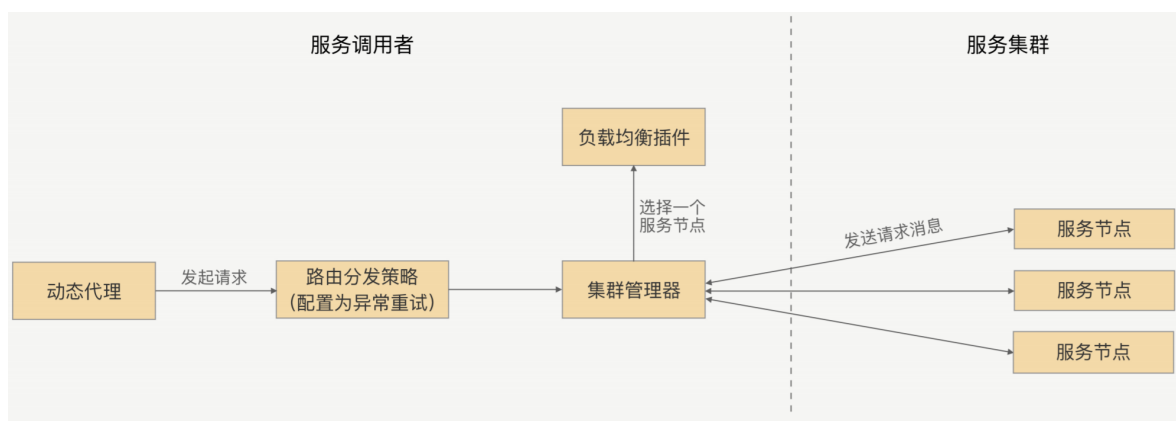 服务调用者
服务集群
负载均衡插件
选择一个
服务节点
发送请求消息
服务节点
动态代理
发起请求
路由分发策略
（配置为异常重试）
集群管理器
服务节点
服务节点